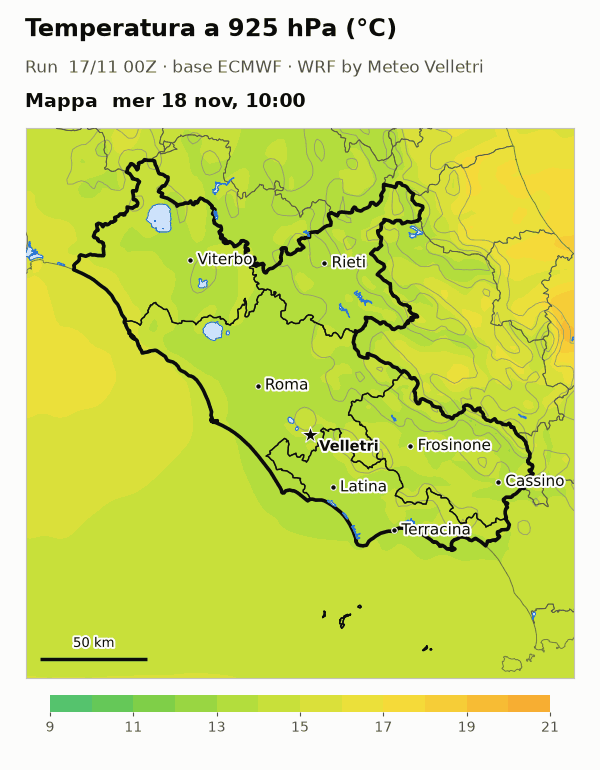 Temperatura a 925 hPa (°C)
Run  17/11 00Z · base ECMWF · WRF by Meteo Velletri
Mappa  mer 18 nov, 10:00
Viterbo
Rieti
Roma
Velletri
Frosinone
Latina
Cassino
Terracina
50 km
9 11 13 15 17 19 21